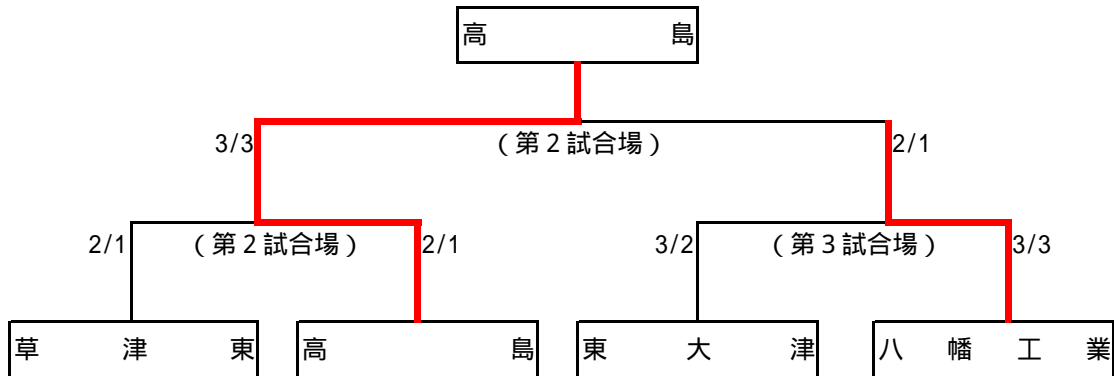 高島
3/3 (第2試合場) 2/1
2/1 (第2試合場) 2/1 3/2 (第3試合場) 3/3
草津東 高島 東大津 八幡工業